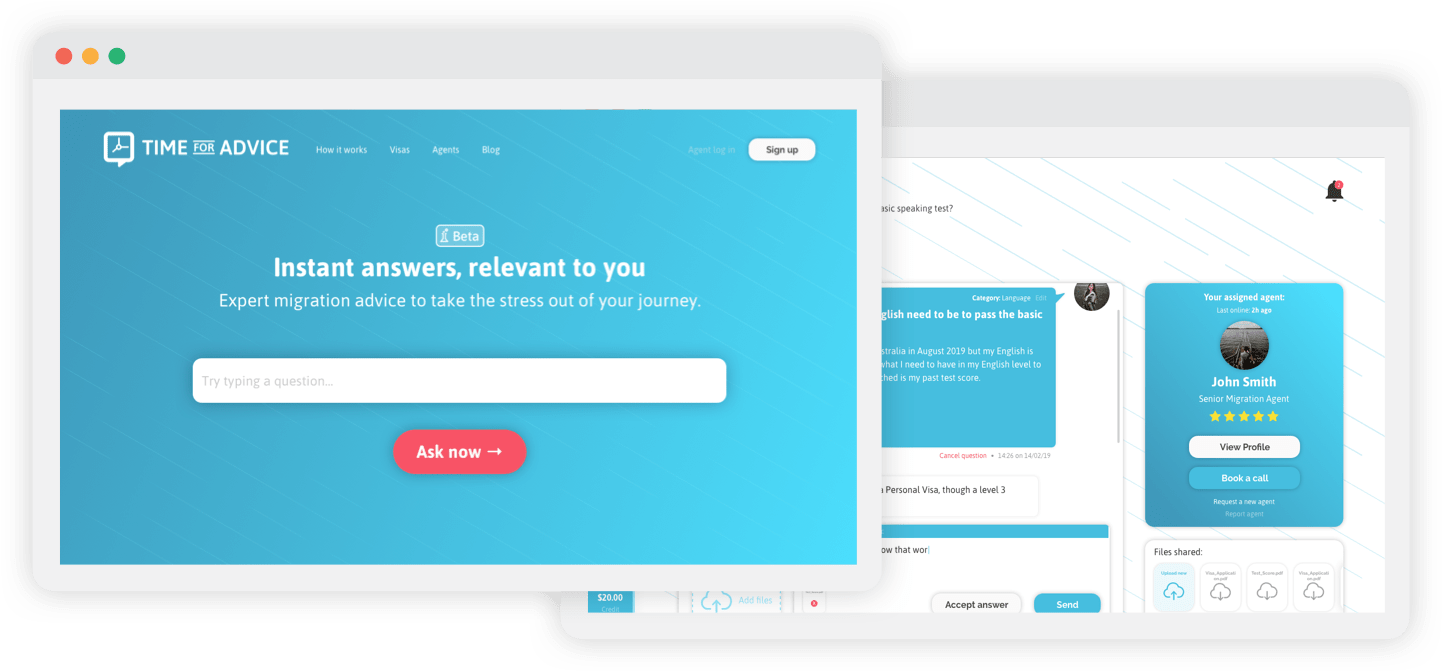 TIME FOR ADVICE
How it works
Visas
Agents
Blog
Agent log in
Sign up
Beta
Instant answers, relevant to you
Expert migration advice to take the stress out of your journey.
Try typing a question...
Ask now →
asic speaking test?
2
Category: Language Edit
glish need to be to pass the basic
stralia in August 2019 but my English is
what I need to have in my English level to
ched is my past test score.
Cancel question • 14:26 on 14/02/19
a Personal Visa, though a level 3
ow that wor
$20.00
Credit
Add files
Accept answer
Send
Your assigned agent:
Last online: 2h ago
John Smith
Senior Migration Agent
View Profile
Book a call
Request a new agent
Report agent
Files shared:
Upload new
Visa_Applicati
on.pdf
Test_Score.pdf
Visa_Applicati
on.pdf